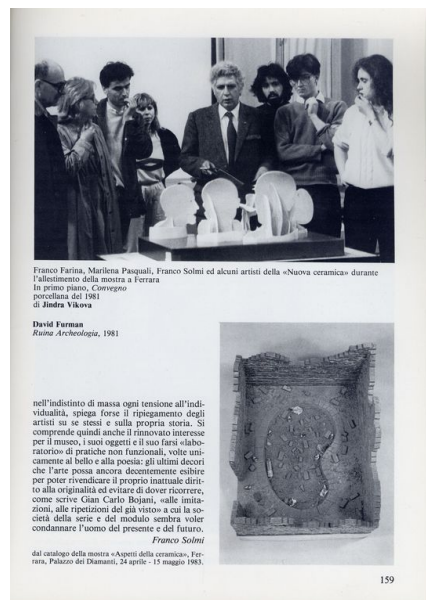 Franco Farina, Marilena Pasquali, Franco Solmi ed alcuni artisti della «Nuova ceramica» durante
l'allestimento della mostra a Ferrara
In primo piano, Convegno
porcellana del 1981
di Jindra Vikova
David Furman
Ruina Archeologia, 1981
nell'indistinto di massa ogni tensione all'indi-
vidualità, spiega forse il ripiegamento degli
artisti su se stessi e sulla propria storia. Si
comprende quindi anche il rinnovato interesse
per il museo, i suoi oggetti e il suo farsi «labo-
ratorio» di pratiche non funzionali, volte uni-
camente al bello e alla poesia: gli ultimi decori
che l'arte possa ancora decentemente esibire
per poter rivendicare il proprio inattuale dirit-
to alla originalità ed evitare di dover ricorrere,
come scrive Gian Carlo Bojani, «alle imita-
zioni, alle ripetizioni del già visto» a cui la so-
cietà della serie e del modulo sembra voler
condannare l'uomo del presente e del futuro.
Franco Solmi
dal catalogo della mostra «Aspetti della ceramica», Fer-
rara, Palazzo dei Diamanti, 24 aprile - 15 maggio 1983.
159